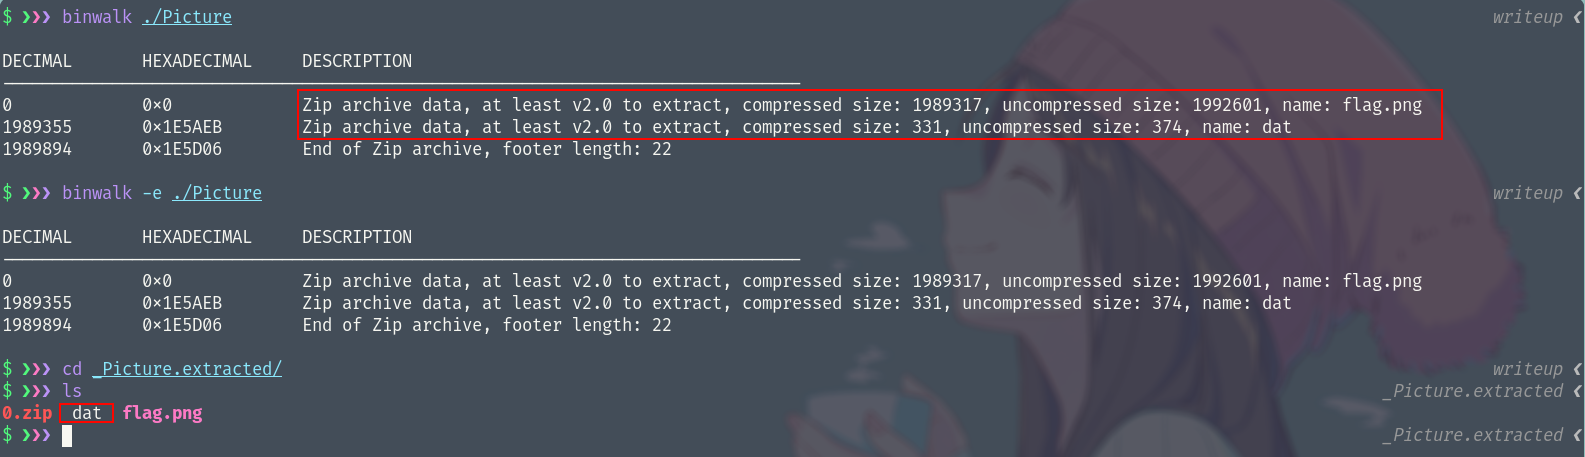 $ ❯❯❯ binwalk ./Picture writeup ❮
DECIMAL HEXADECIMAL DESCRIPTION
--------------------------------------------------------------------------------
0 0x0 Zip archive data, at least v2.0 to extract, compressed size: 1989317, uncompressed size: 1992601, name: flag.png
1989355 0x1E5AEB Zip archive data, at least v2.0 to extract, compressed size: 331, uncompressed size: 374, name: dat
1989894 0x1E5D06 End of Zip archive, footer length: 22
$ ❯❯❯ binwalk -e ./Picture writeup ❮
DECIMAL HEXADECIMAL DESCRIPTION
--------------------------------------------------------------------------------
0 0x0 Zip archive data, at least v2.0 to extract, compressed size: 1989317, uncompressed size: 1992601, name: flag.png
1989355 0x1E5AEB Zip archive data, at least v2.0 to extract, compressed size: 331, uncompressed size: 374, name: dat
1989894 0x1E5D06 End of Zip archive, footer length: 22
$ ❯❯❯ cd _Picture.extracted/ writeup ❮
$ ❯❯❯ ls _Picture.extracted ❮
0.zip dat flag.png
$ ❯❯❯ _Picture.extracted ❮